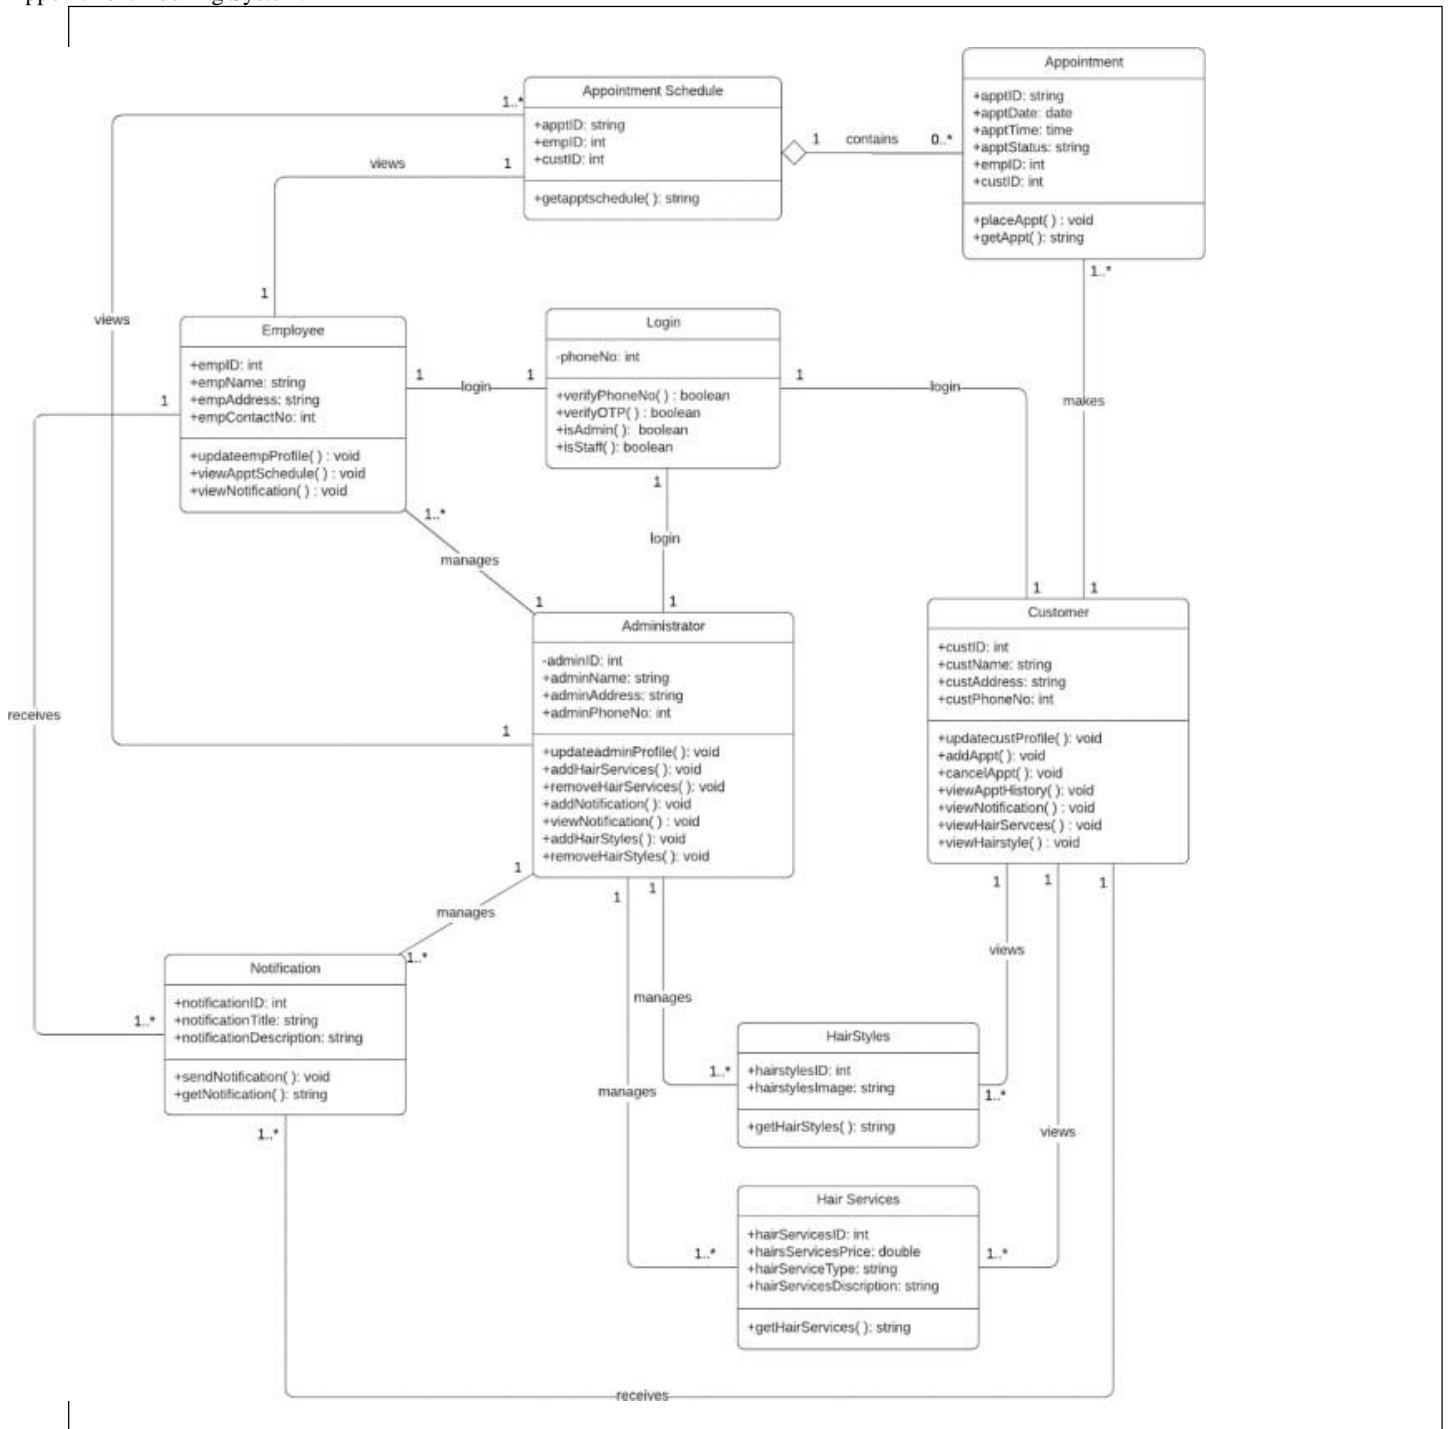 Appointment Schedule
+apptID: string
+empID: int
+custID: int
+getapptschedule( ): string
Appointment
+apptID: string
+apptDate: date
+apptTime: time
+apptStatus: string
+empID: int
+custID: int
+placeAppt( ) : void
+getAppt( ): string
1..*
views
1
1
contains
0..*
1..*
1
views
makes
Employee
+empID: int
+empName: string
+empAddress: string
+empContactNo: int
+updateempProfile( ) : void
+viewApptSchedule( ) : void
+viewNotification( ) : void
1
1
login
1
Login
-phoneNo: int
+verifyPhoneNo( ) : boolean
+verifyOTP( ) : boolean
+isAdmin( ): boolean
+isStaff( ): boolean
1
login
1
login
1..*
manages
1
1
1
1
Administrator
-adminID: int
+adminName: string
+adminAddress: string
+adminPhoneNo: int
+updateadminProfile( ): void
+addHairServices( ): void
+removeHairServices( ): void
+addNotification( ): void
+viewNotification( ) : void
+addHairStyles( ): void
+removeHairStyles( ): void
Customer
+custID: int
+custName: string
+custAddress: string
+custPhoneNo: int
+updatecustProfile( ): void
+addAppt( ): void
+cancelAppt( ): void
+viewApptHistory( ): void
+viewNotification( ) : void
+viewHairServces( ) : void
+viewHairstyle( ) : void
receives
1
1
manages
1..*
1
1
1
1
1
Notification
+notificationID: int
+notificationTitle: string
+notificationDescription: string
+sendNotification( ): void
+getNotification( ): string
1..*
1..*
manages
views
HairStyles
+hairstylesID: int
+hairstylesImage: string
+getHairStyles( ): string
1..*
1..*
manages
views
Hair Services
+hairServicesID: int
+hairsServicesPrice: double
+hairServiceType: string
+hairServicesDiscription: string
+getHairServices( ): string
1..*
1..*
receives